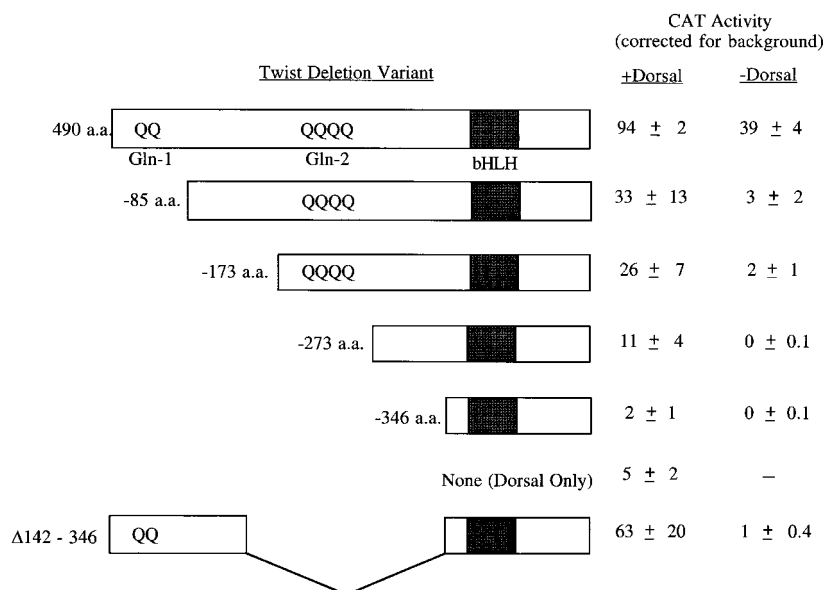 CAT Activity
(corrected for background)
Twist Deletion Variant +Dorsal -Dorsal
490 a.a. QQ QQQQ 94 ± 2 39 ± 4
Gln-1 Gln-2 bHLH
-85 a.a. QQQQ 33 ± 13 3 ± 2
-173 a.a. QQQQ 26 ± 7 2 ± 1
-273 a.a. 11 ± 4 0 ± 0.1
-346 a.a. 2 ± 1 0 ± 0.1
None (Dorsal Only) 5 ± 2 –
Δ142 - 346 QQ 63 ± 20 1 ± 0.4